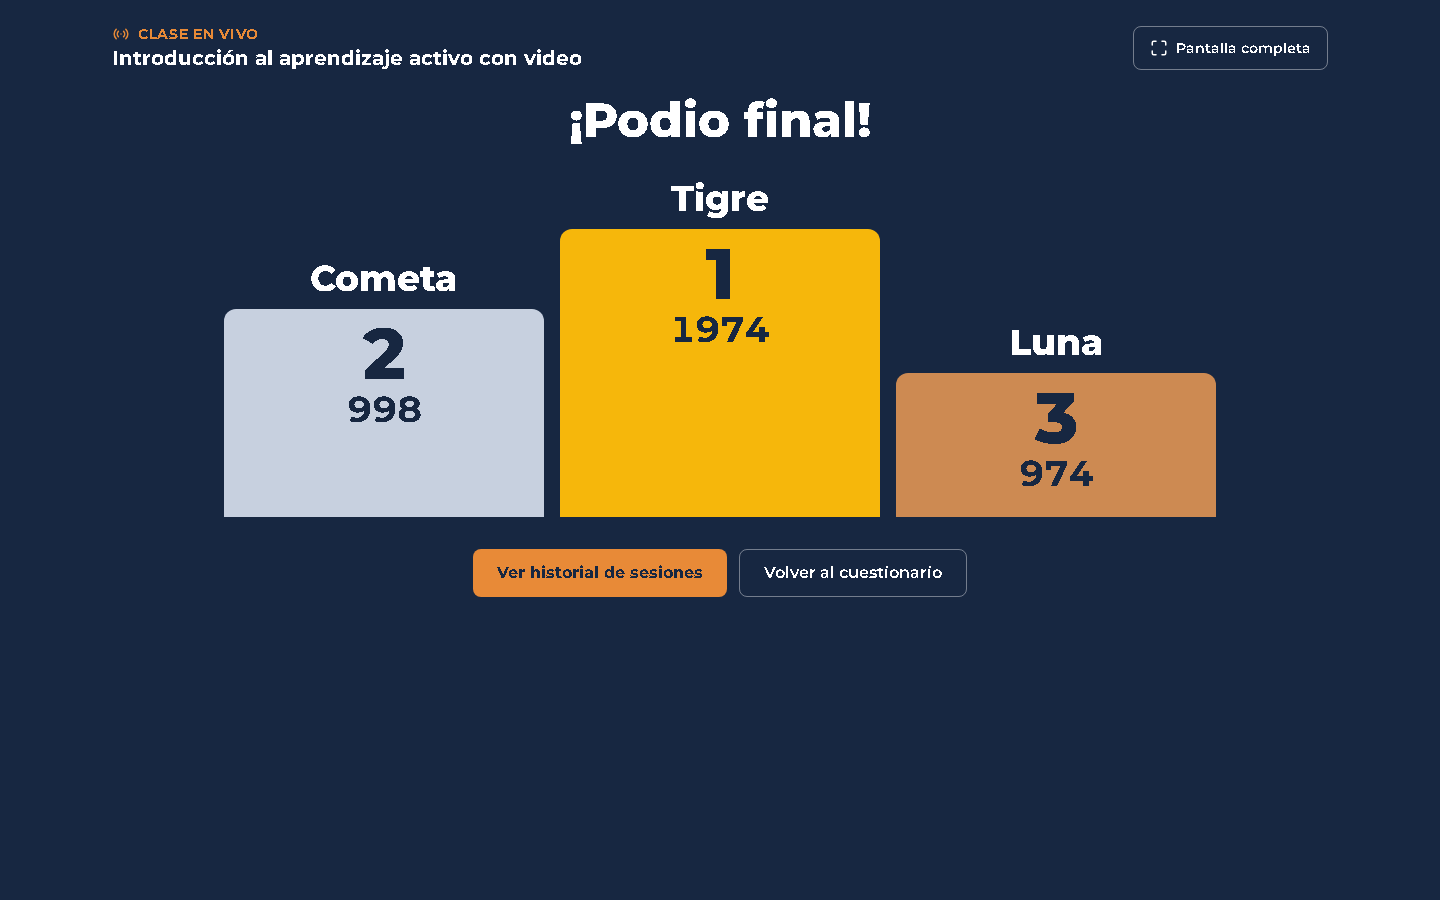 CLASE EN VIVO
Introducción al aprendizaje activo con video
Pantalla completa
¡Podio final!
Tigre
1
1974
Cometa
2
998
Luna
3
974
Ver historial de sesiones
Volver al cuestionario